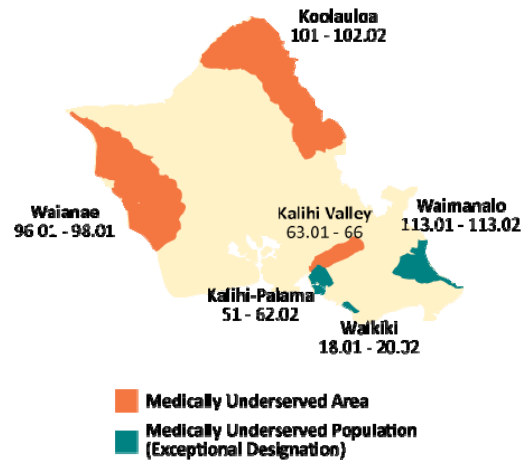 Koolauloa
101 - 102.02
Waianae
96.01 - 98.01
Kalihi Valley
63.01 - 66
Waimanalo
113.01 - 113.02
Kalihi-Palama
51 - 62.02
Waikiki
18.01 - 20.02
Medically Underserved Area
Medically Underserved Population
(Exceptional Designation)